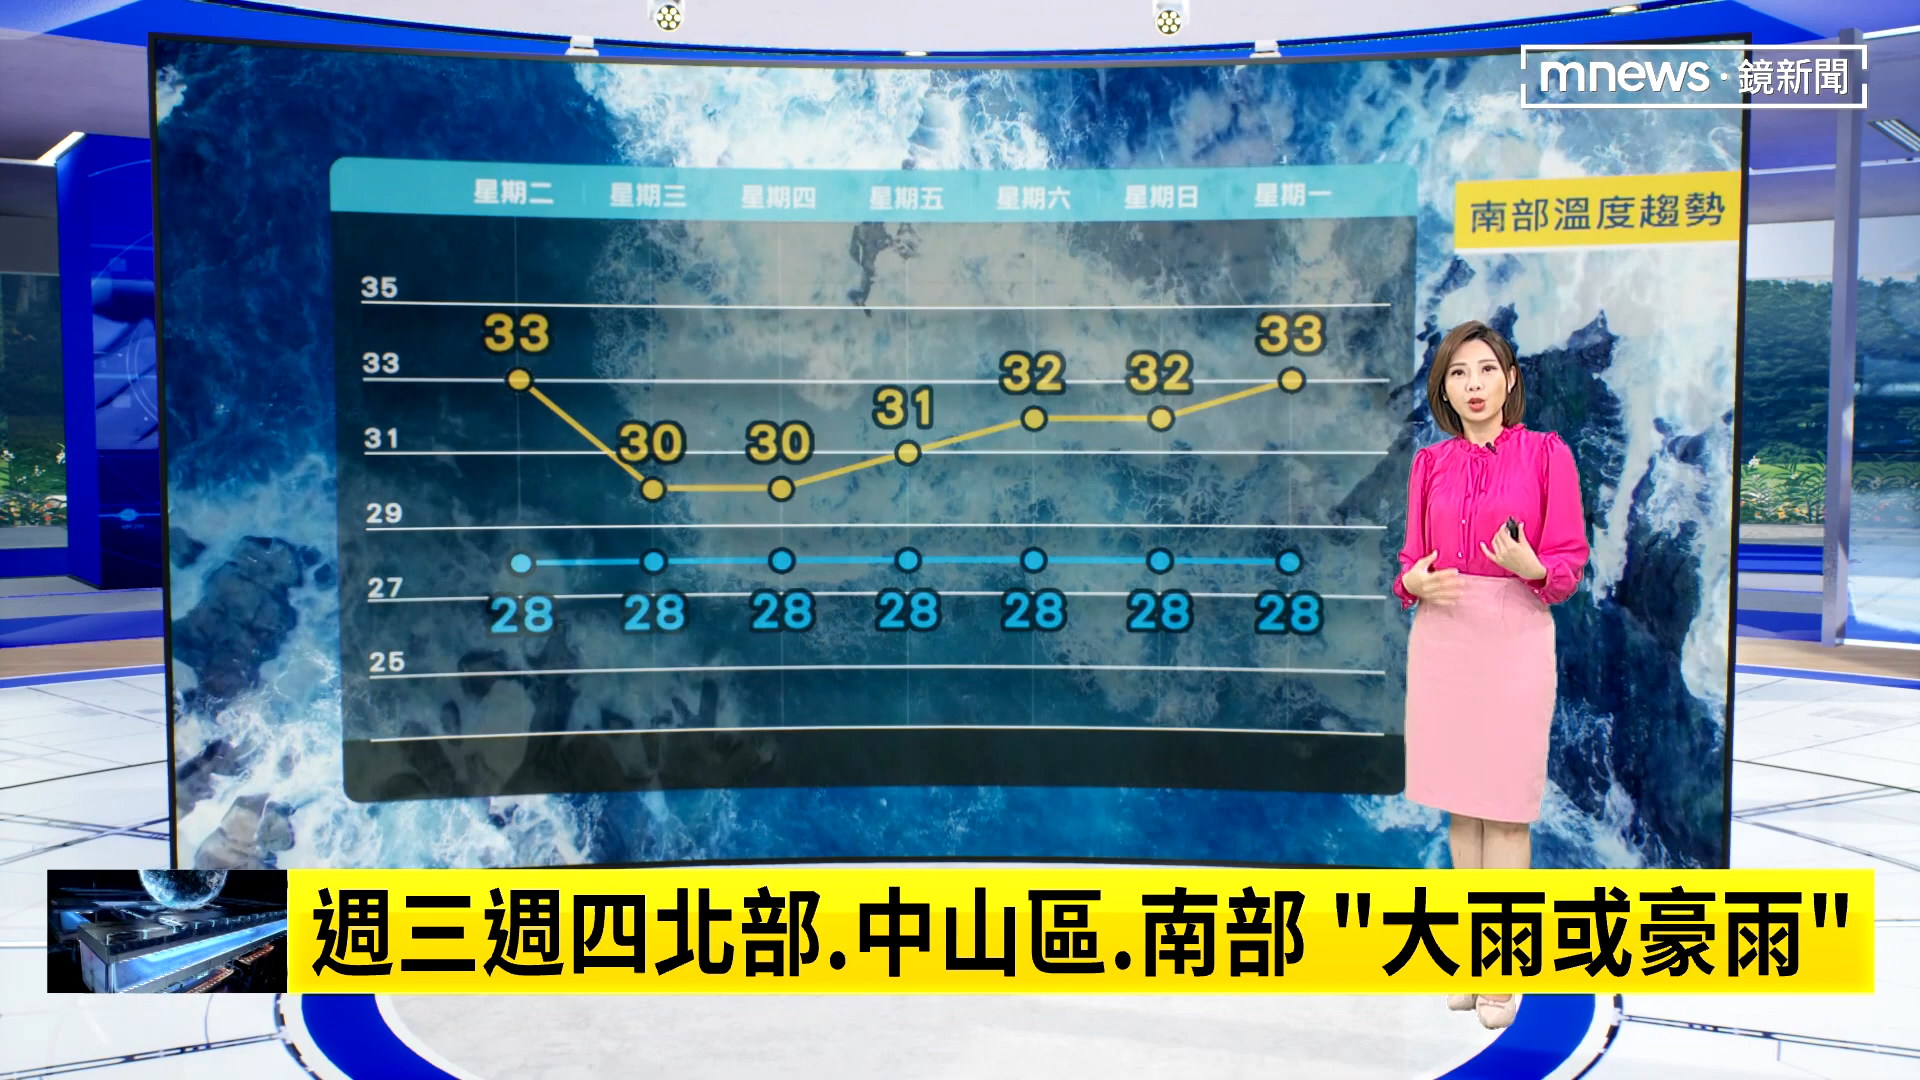 mnews·鏡新聞
星期二 星期三 星期四 星期五 星期六 星期日 星期一
南部溫度趨勢
35
33 33
33
32 32
31
30 30
31
29
27
28 28 28 28 28 28 28
25
週三週四北部.中山區.南部 "大雨或豪雨"